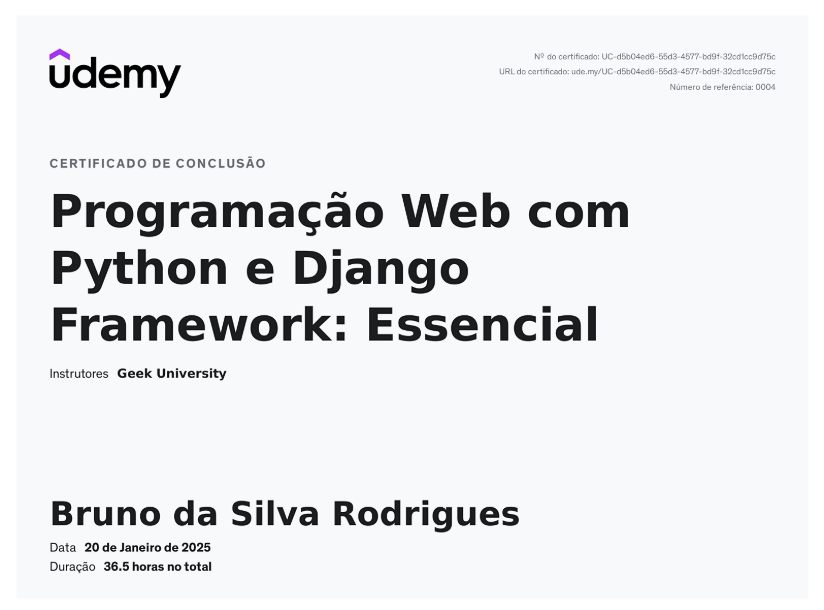 udemy
Nº do certificado: UC-d5b04ed6-55d3-4577-bd9f-32cd1cc9d75c
URL do certificado: ude.my/UC-d5b04ed6-55d3-4577-bd9f-32cd1cc9d75c
Número de referência: 0004
CERTIFICADO DE CONCLUSÃO
Programação Web com
Python e Django
Framework: Essencial
Instrutores Geek University
Bruno da Silva Rodrigues
Data 20 de Janeiro de 2025
Duração 36.5 horas no total